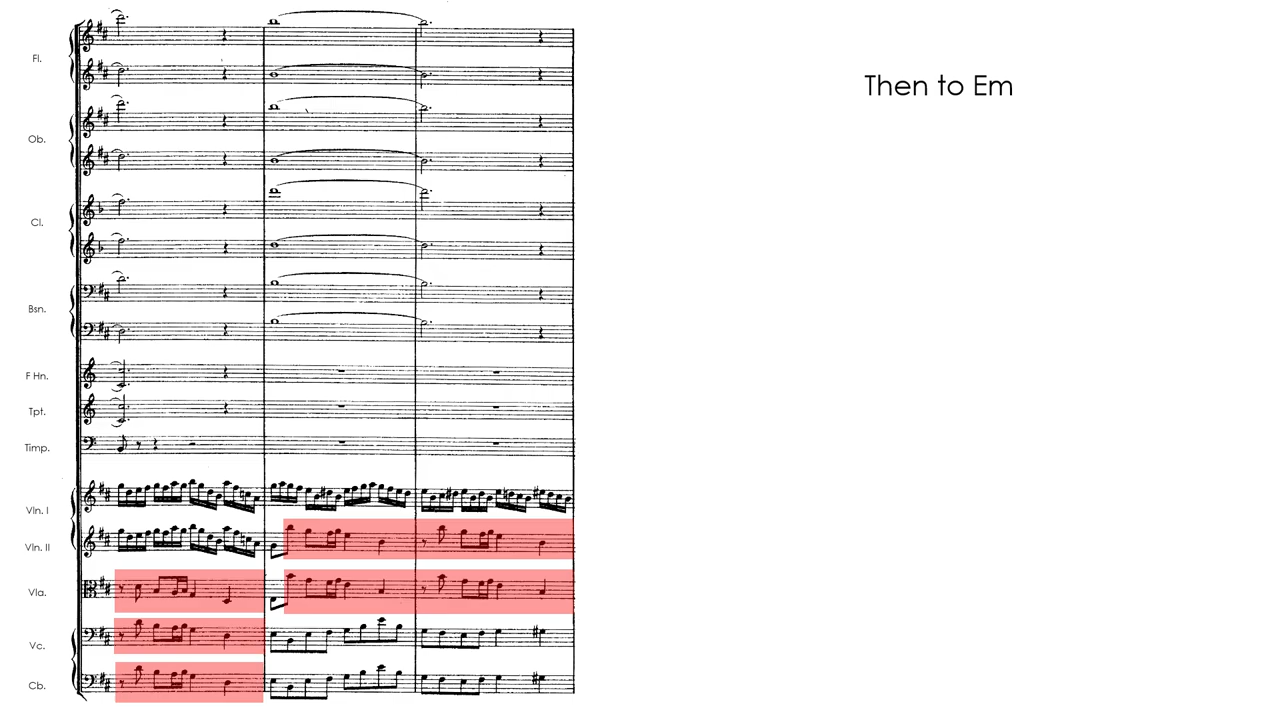 Then to Em
Fl.
Ob.
Cl.
Bsn.
F Hn.
Tpt.
Timp.
Vln. I
Vln. II
Vla.
Vc.
Cb.